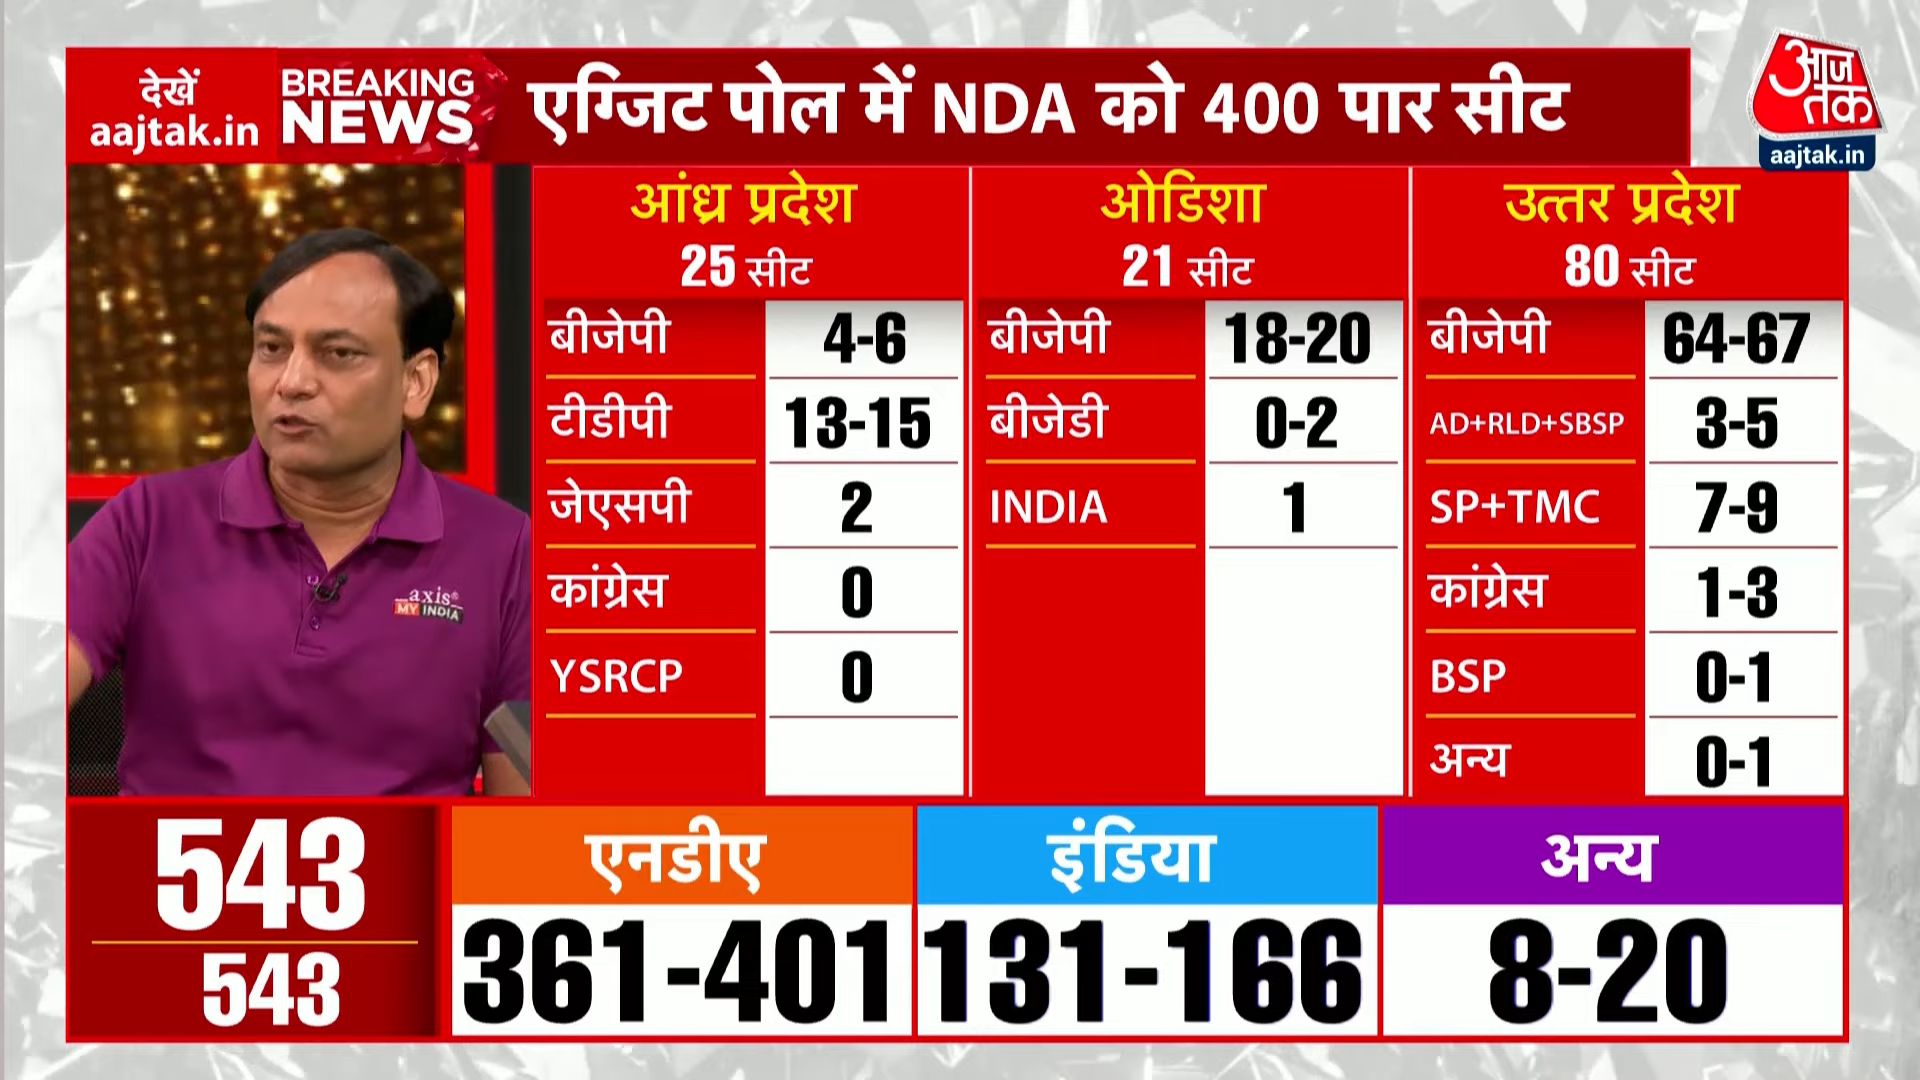 देखें
aajtak.in
BREAKING
NEWS
एग्जिट पोल में NDA को 400 पार सीट
आज
तक
aajtak.in
आंध्र प्रदेश
25 सीट
बीजेपी 4-6
टीडीपी 13-15
जेएसपी 2
कांग्रेस 0
YSRCP 0
ओडिशा
21 सीट
बीजेपी 18-20
बीजेडी 0-2
INDIA 1
उत्तर प्रदेश
80 सीट
बीजेपी 64-67
AD+RLD+SBSP 3-5
SP+TMC 7-9
कांग्रेस 1-3
BSP 0-1
अन्य 0-1
axis
MY INDIA
543
543
एनडीए
361-401
इंडिया
131-166
अन्य
8-20